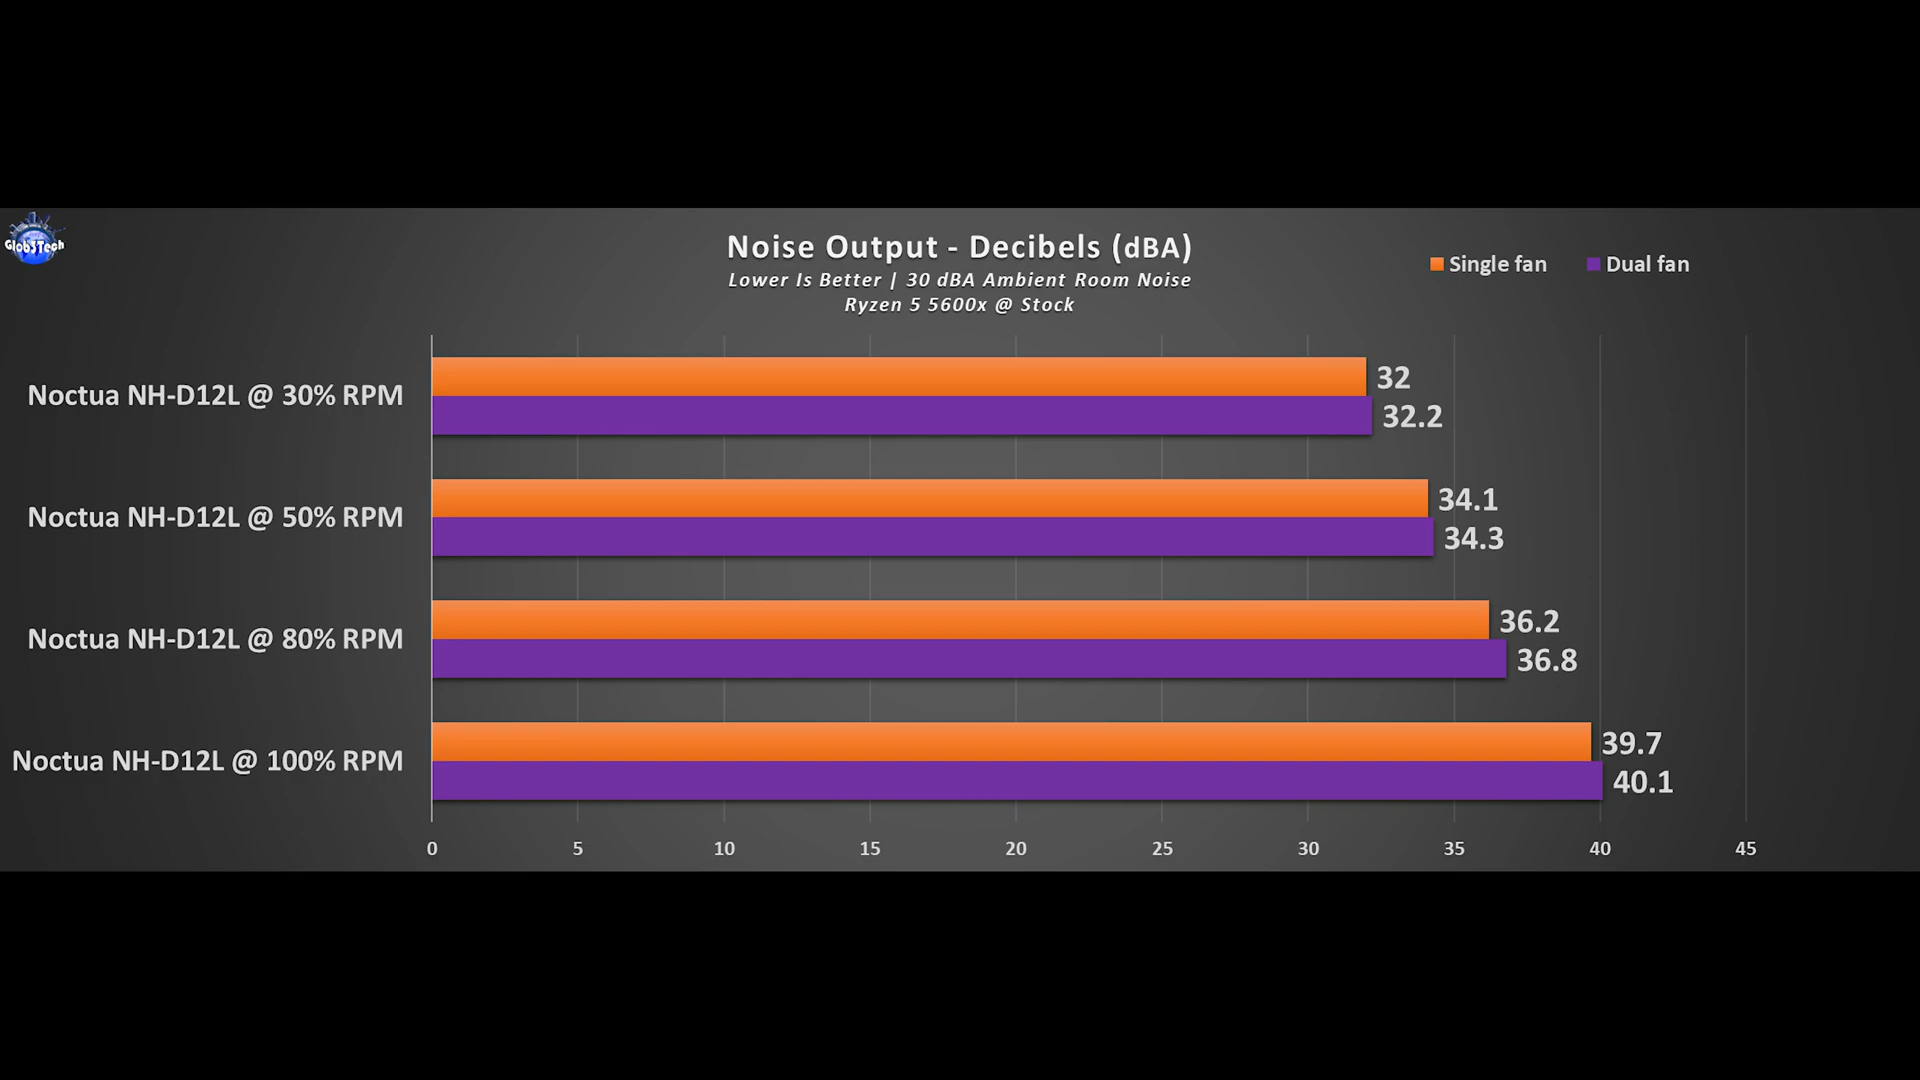 Glob3Tech
Noise Output - Decibels (dBA)
Lower Is Better | 30 dBA Ambient Room Noise
Ryzen 5 5600x @ Stock
Single fan
Dual fan
Noctua NH-D12L @ 30% RPM
32
32.2
Noctua NH-D12L @ 50% RPM
34.1
34.3
Noctua NH-D12L @ 80% RPM
36.2
36.8
Noctua NH-D12L @ 100% RPM
39.7
40.1
0 5 10 15 20 25 30 35 40 45